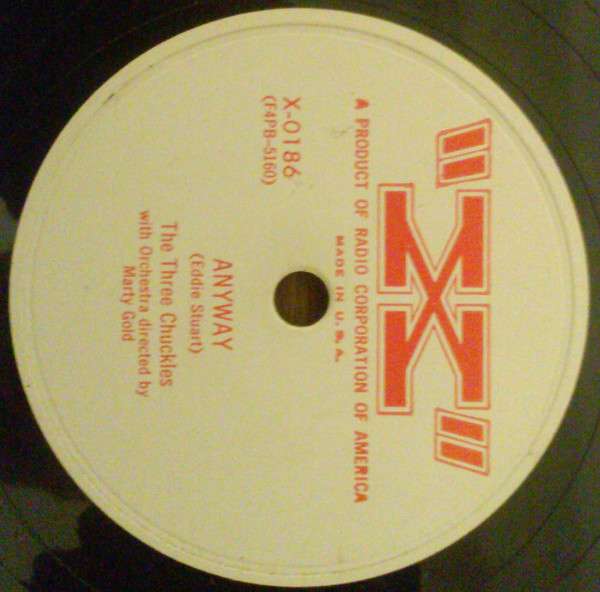 "X"
A PRODUCT OF RADIO CORPORATION OF AMERICA
MADE IN U.S.A.
X-0186
(F4PB-5160)
ANYWAY
(Eddie Stuart)
The Three Chuckles
with Orchestra directed by
Marty Gold